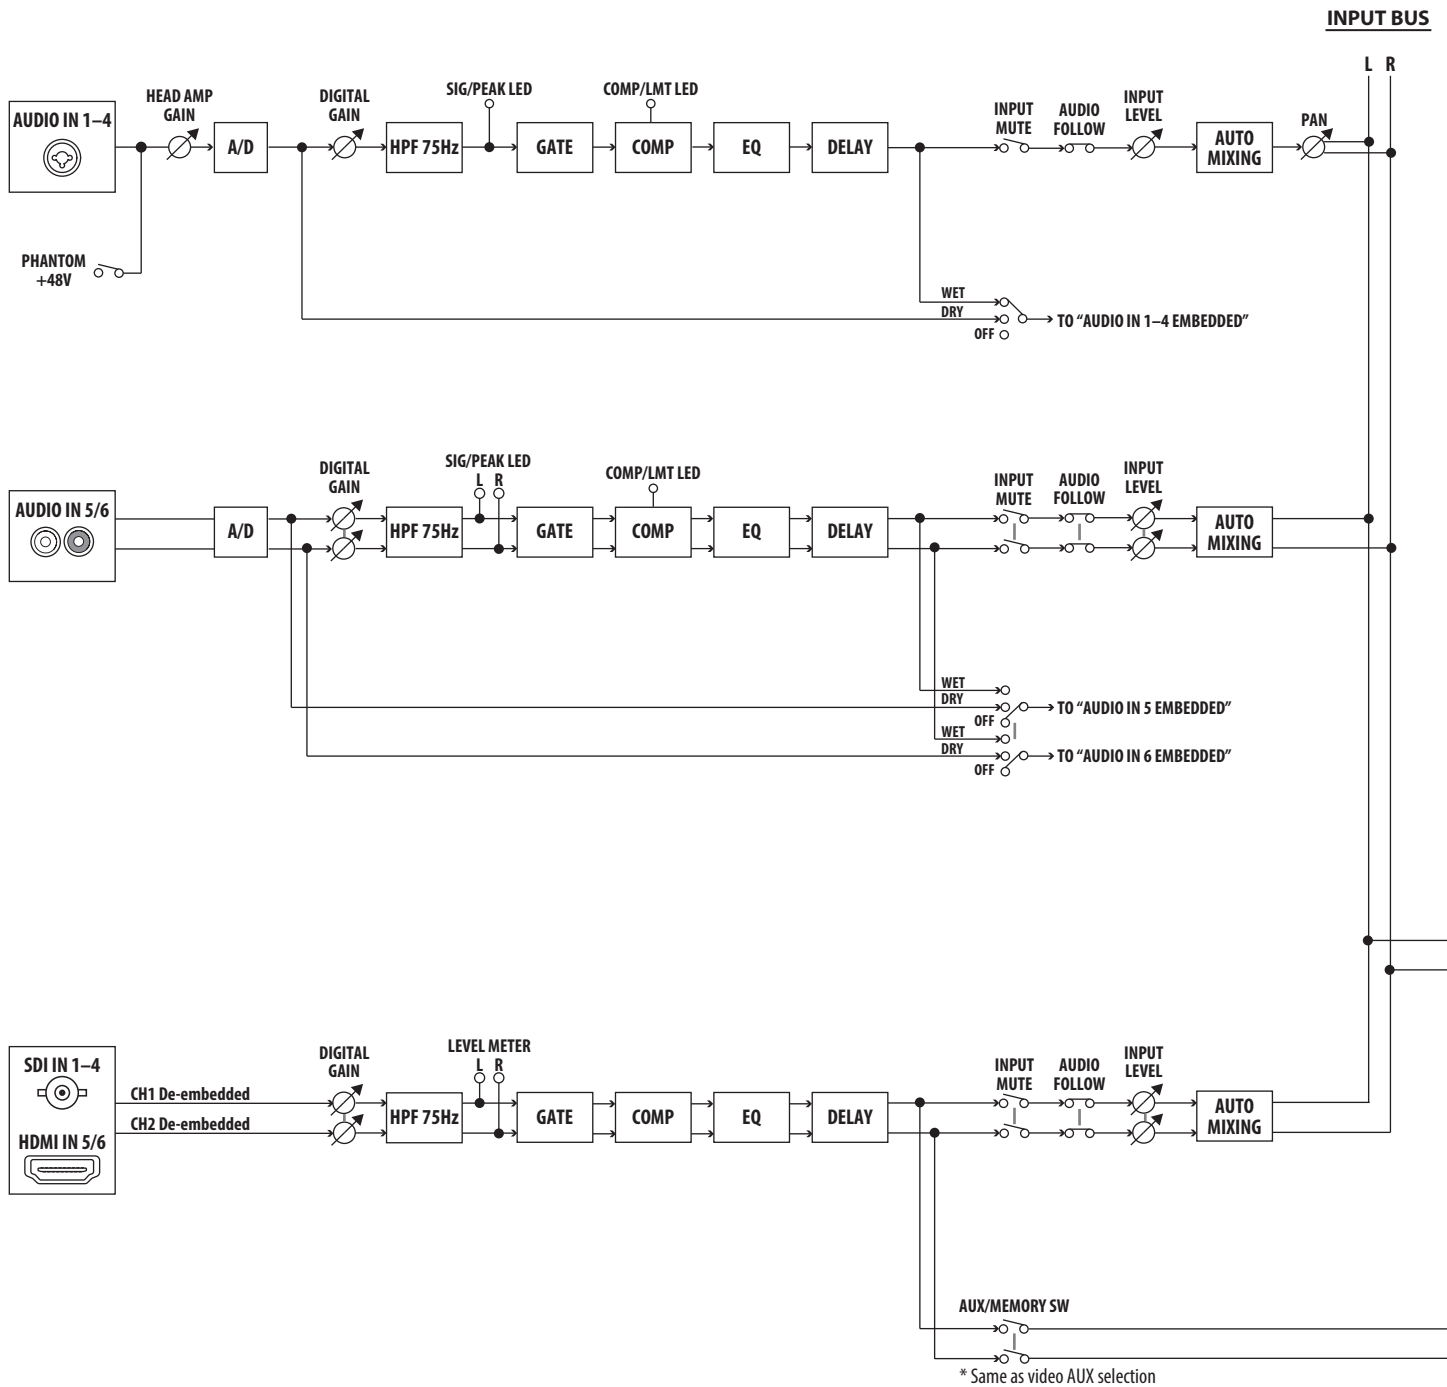 INPUT BUS
L R
AUDIO IN 1–4
HEAD AMP
GAIN
A/D
DIGITAL
GAIN
HPF 75Hz
SIG/PEAK LED
GATE
COMP/LMT LED
COMP
EQ
DELAY
INPUT
MUTE
AUDIO
FOLLOW
INPUT
LEVEL
AUTO
MIXING
PAN
PHANTOM
+48V
WET
DRY
OFF
TO “AUDIO IN 1–4 EMBEDDED”
AUDIO IN 5/6
A/D
DIGITAL
GAIN
HPF 75Hz
SIG/PEAK LED
L R
GATE
COMP/LMT LED
COMP
EQ
DELAY
INPUT
MUTE
AUDIO
FOLLOW
INPUT
LEVEL
AUTO
MIXING
WET
DRY
OFF
TO “AUDIO IN 5 EMBEDDED”
WET
DRY
OFF
TO “AUDIO IN 6 EMBEDDED”
SDI IN 1–4
HDMI IN 5/6
CH1 De-embedded
CH2 De-embedded
DIGITAL
GAIN
HPF 75Hz
LEVEL METER
L R
GATE
COMP
EQ
DELAY
INPUT
MUTE
AUDIO
FOLLOW
INPUT
LEVEL
AUTO
MIXING
AUX/MEMORY SW
* Same as video AUX selection